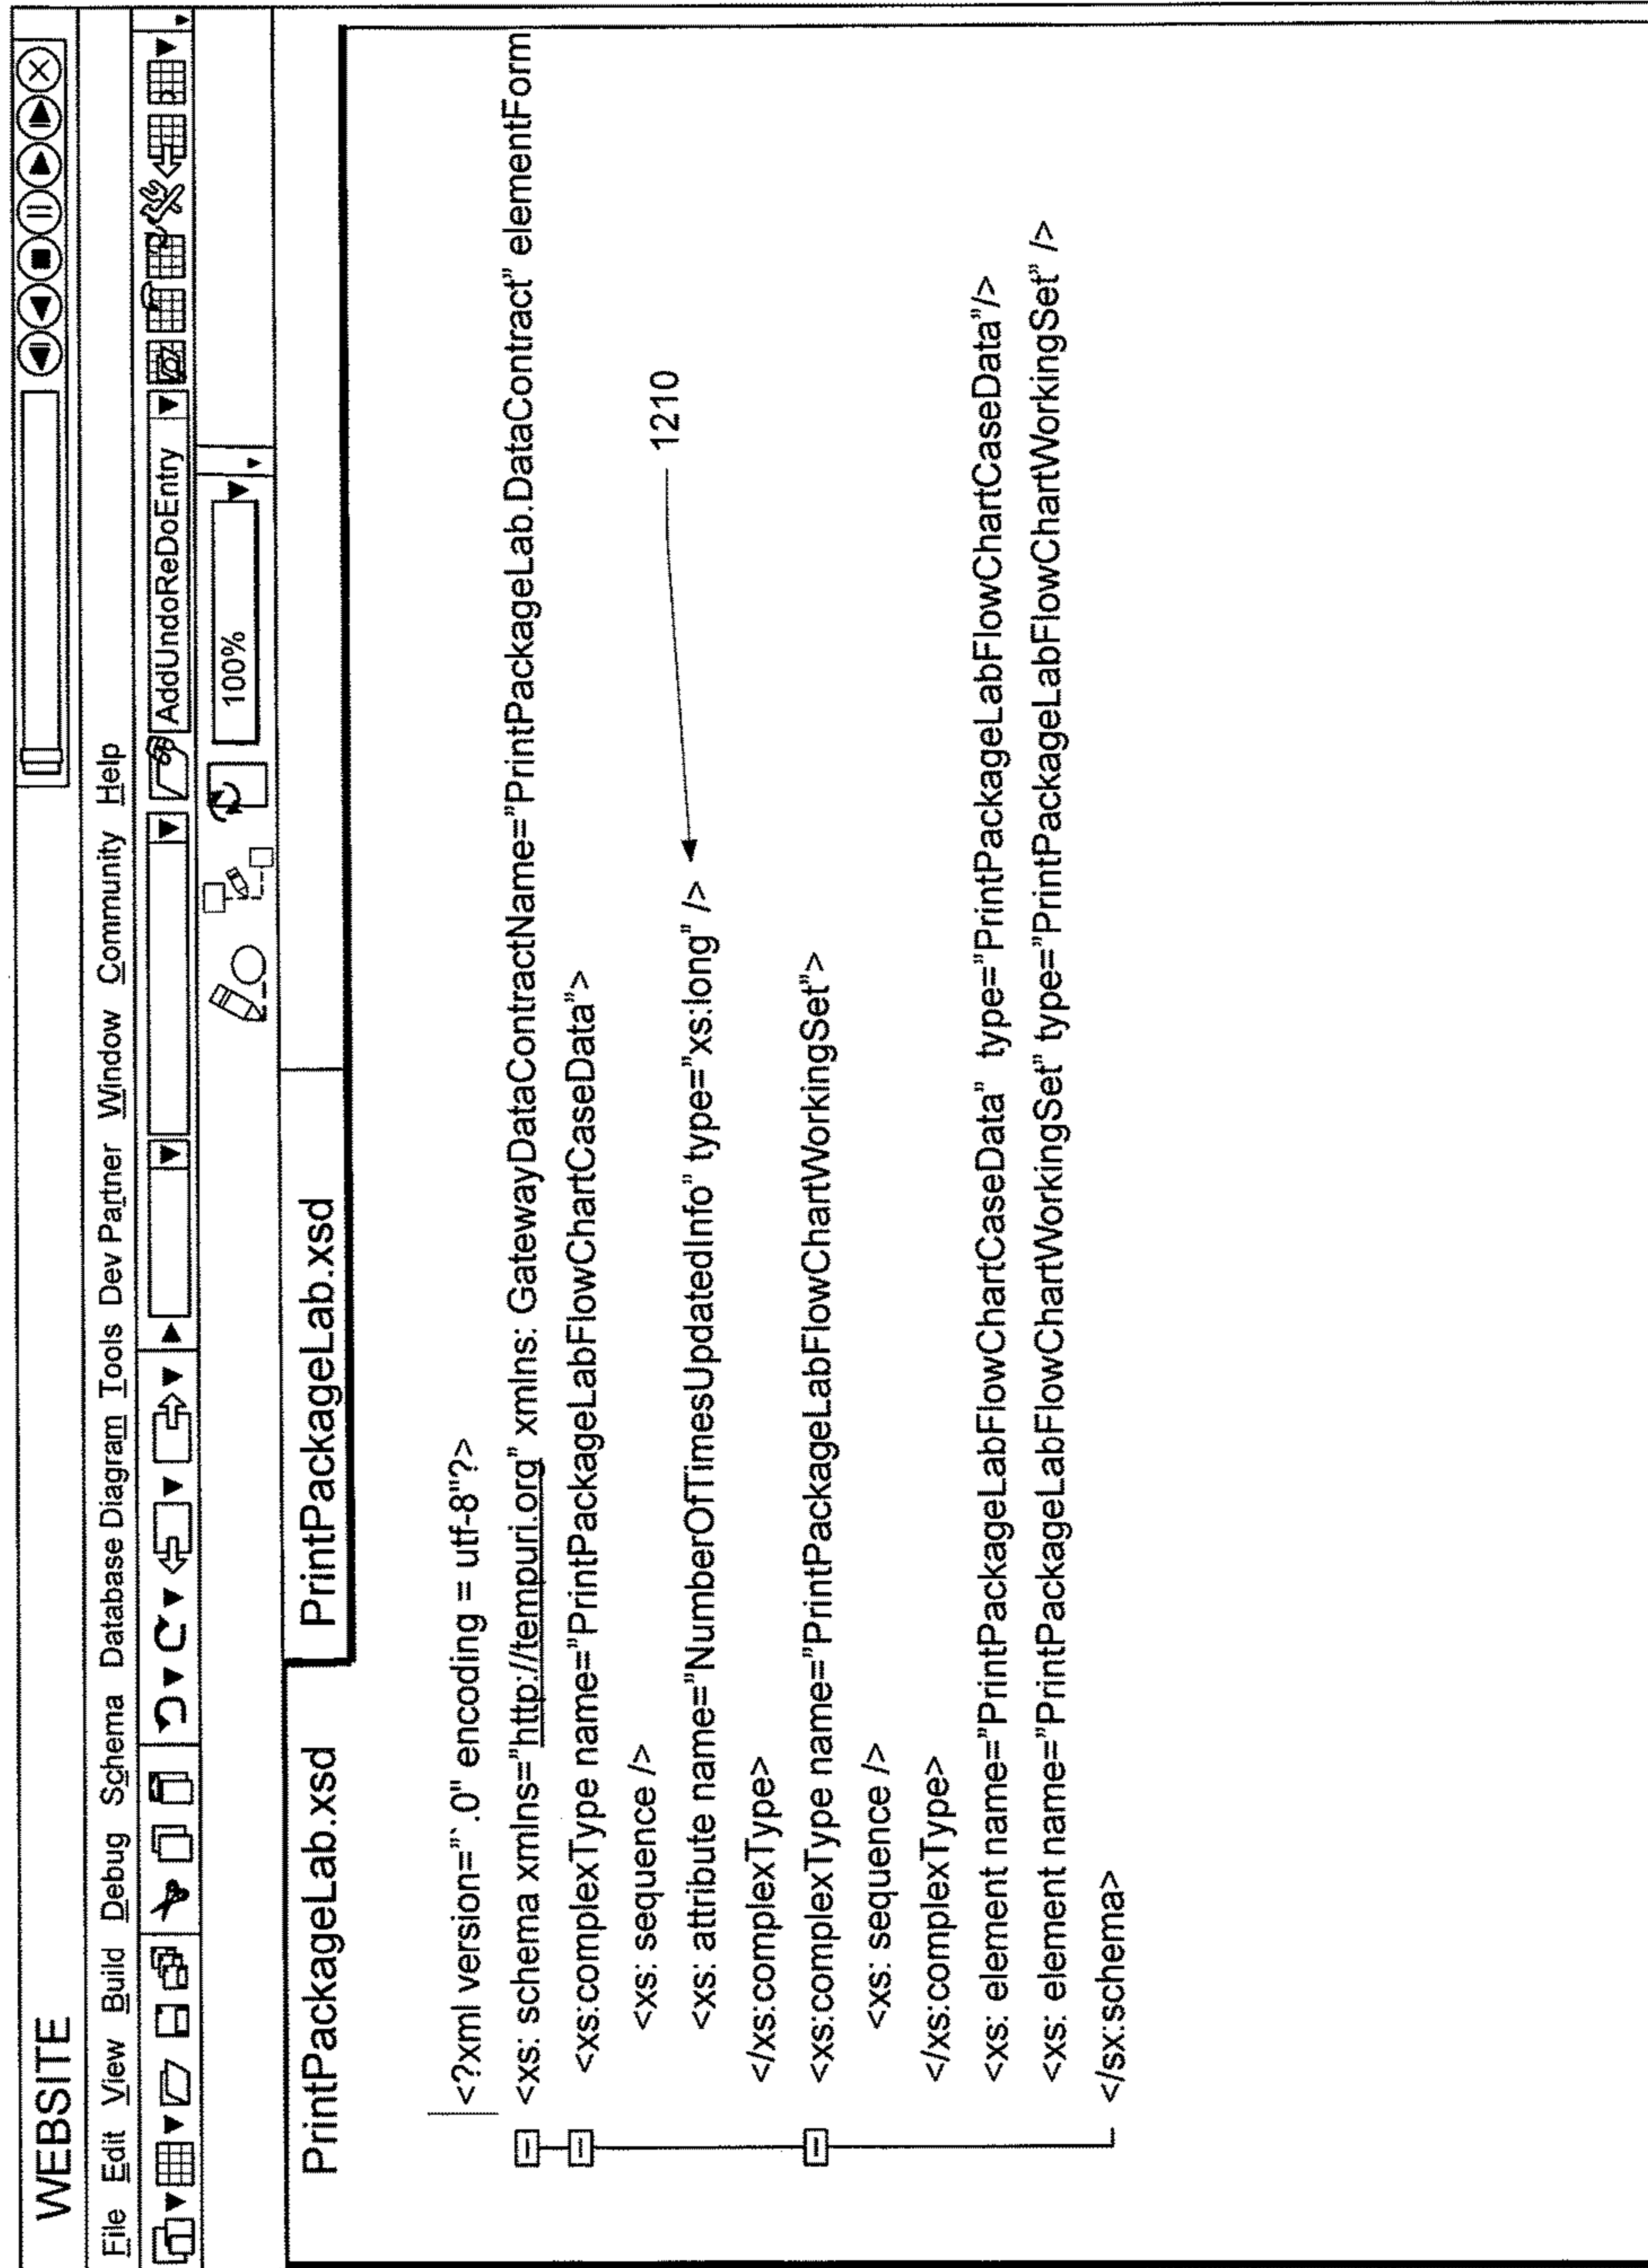 WEBSITE
File Edit View Build Debug Schema Database Diagram Tools Dev Partner Window Community Help
AddUndoReDoEntry
100%
PrintPackageLab.xsd PrintPackageLab.xsd
<?xml version="`.0" encoding = utf-8"?>
<xs: schema xmlns="http://tempuri.org" xmlns: GatewayDataContractName="PrintPackageLab.DataContract" elementForm
<xs:complexType name="PrintPackageLabFlowChartCaseData">
<xs: sequence />
1210
<xs: attribute name="NumberOfTimesUpdatedInfo" type="xs:long" />
</xs:complexType>
<xs:complexType name="PrintPackageLabFlowChartWorkingSet">
<xs: sequence />
</xs:complexType>
<xs: element name="PrintPackageLabFlowChartCaseData" type="PrintPackageLabFlowChartCaseData"/>
<xs: element name="PrintPackageLabFlowChartWorkingSet" type="PrintPackageLabFlowChartWorkingSet" />
</sx:schema>